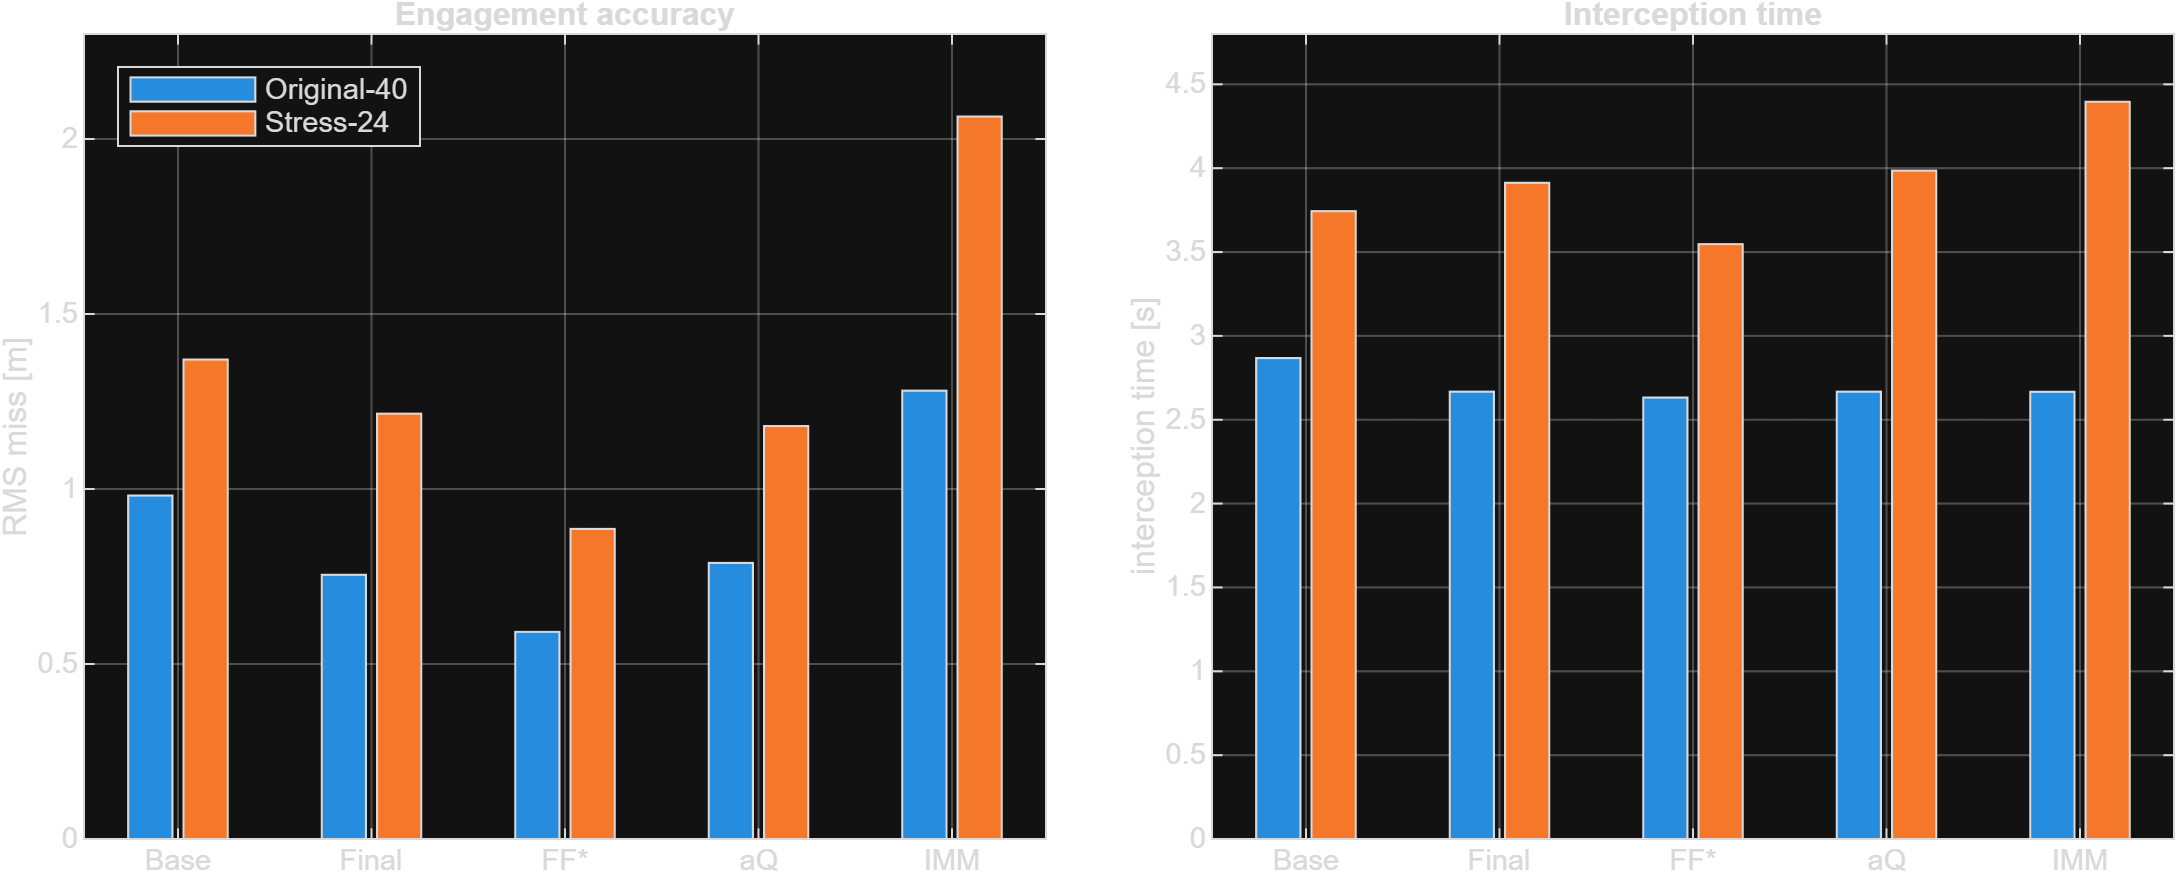 Engagement accuracy
Original-40
Stress-24
RMS miss [m]
2
1.5
1
0.5
0
Base Final FF* aQ IMM
Interception time
interception time [s]
4.5
4
3.5
3
2.5
2
1.5
1
0.5
0
Base Final FF* aQ IMM